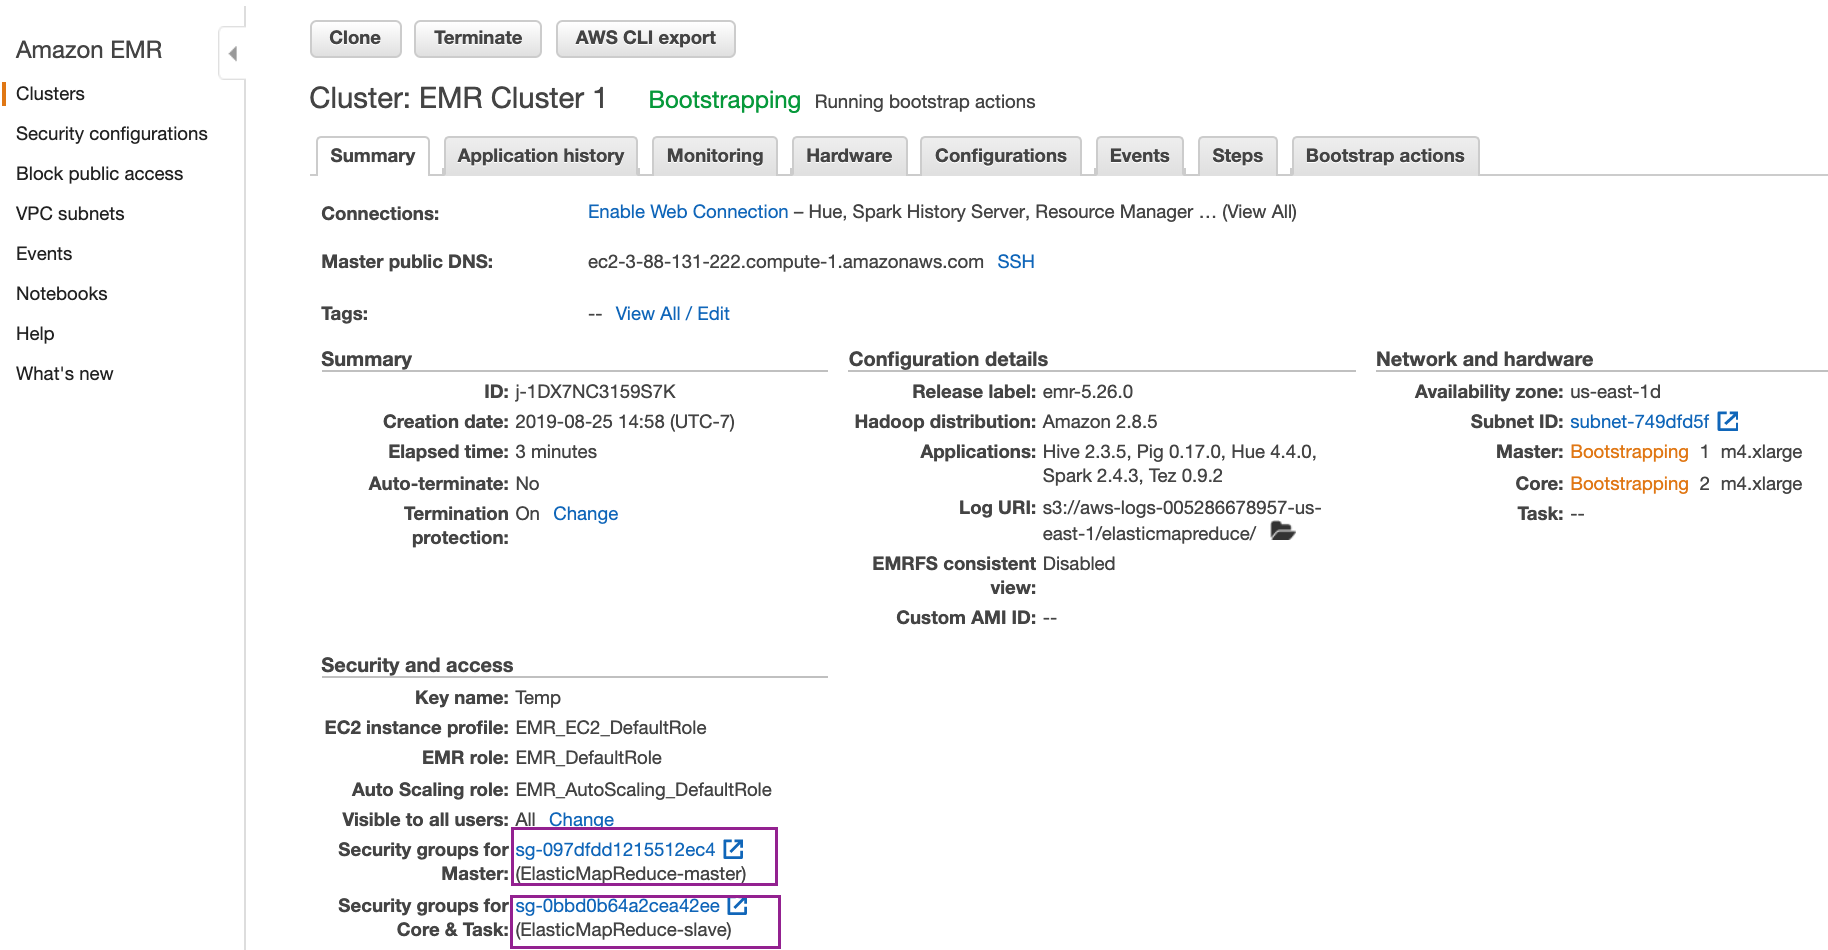 Amazon EMR
Clusters
Security configurations
Block public access
VPC subnets
Events
Notebooks
Help
What's new
Clone Terminate AWS CLI export
Cluster: EMR Cluster 1 Bootstrapping Running bootstrap actions
Summary Application history Monitoring Hardware Configurations Events Steps Bootstrap actions
Connections: Enable Web Connection – Hue, Spark History Server, Resource Manager … (View All)
Master public DNS: ec2-3-88-131-222.compute-1.amazonaws.com SSH
Tags: -- View All / Edit
Summary
ID: j-1DX7NC3159S7K
Creation date: 2019-08-25 14:58 (UTC-7)
Elapsed time: 3 minutes
Auto-terminate: No
Termination On Change
protection:
Configuration details
Release label: emr-5.26.0
Hadoop distribution: Amazon 2.8.5
Applications: Hive 2.3.5, Pig 0.17.0, Hue 4.4.0,
Spark 2.4.3, Tez 0.9.2
Log URI: s3://aws-logs-005286678957-us-
east-1/elasticmapreduce/
EMRFS consistent Disabled
view:
Custom AMI ID: --
Network and hardware
Availability zone: us-east-1d
Subnet ID: subnet-749dfd5f
Master: Bootstrapping 1 m4.xlarge
Core: Bootstrapping 2 m4.xlarge
Task: --
Security and access
Key name: Temp
EC2 instance profile: EMR_EC2_DefaultRole
EMR role: EMR_DefaultRole
Auto Scaling role: EMR_AutoScaling_DefaultRole
Visible to all users: All Change
Security groups for sg-097dfdd1215512ec4
Master: (ElasticMapReduce-master)
Security groups for sg-0bbd0b64a2cea42ee
Core & Task: (ElasticMapReduce-slave)